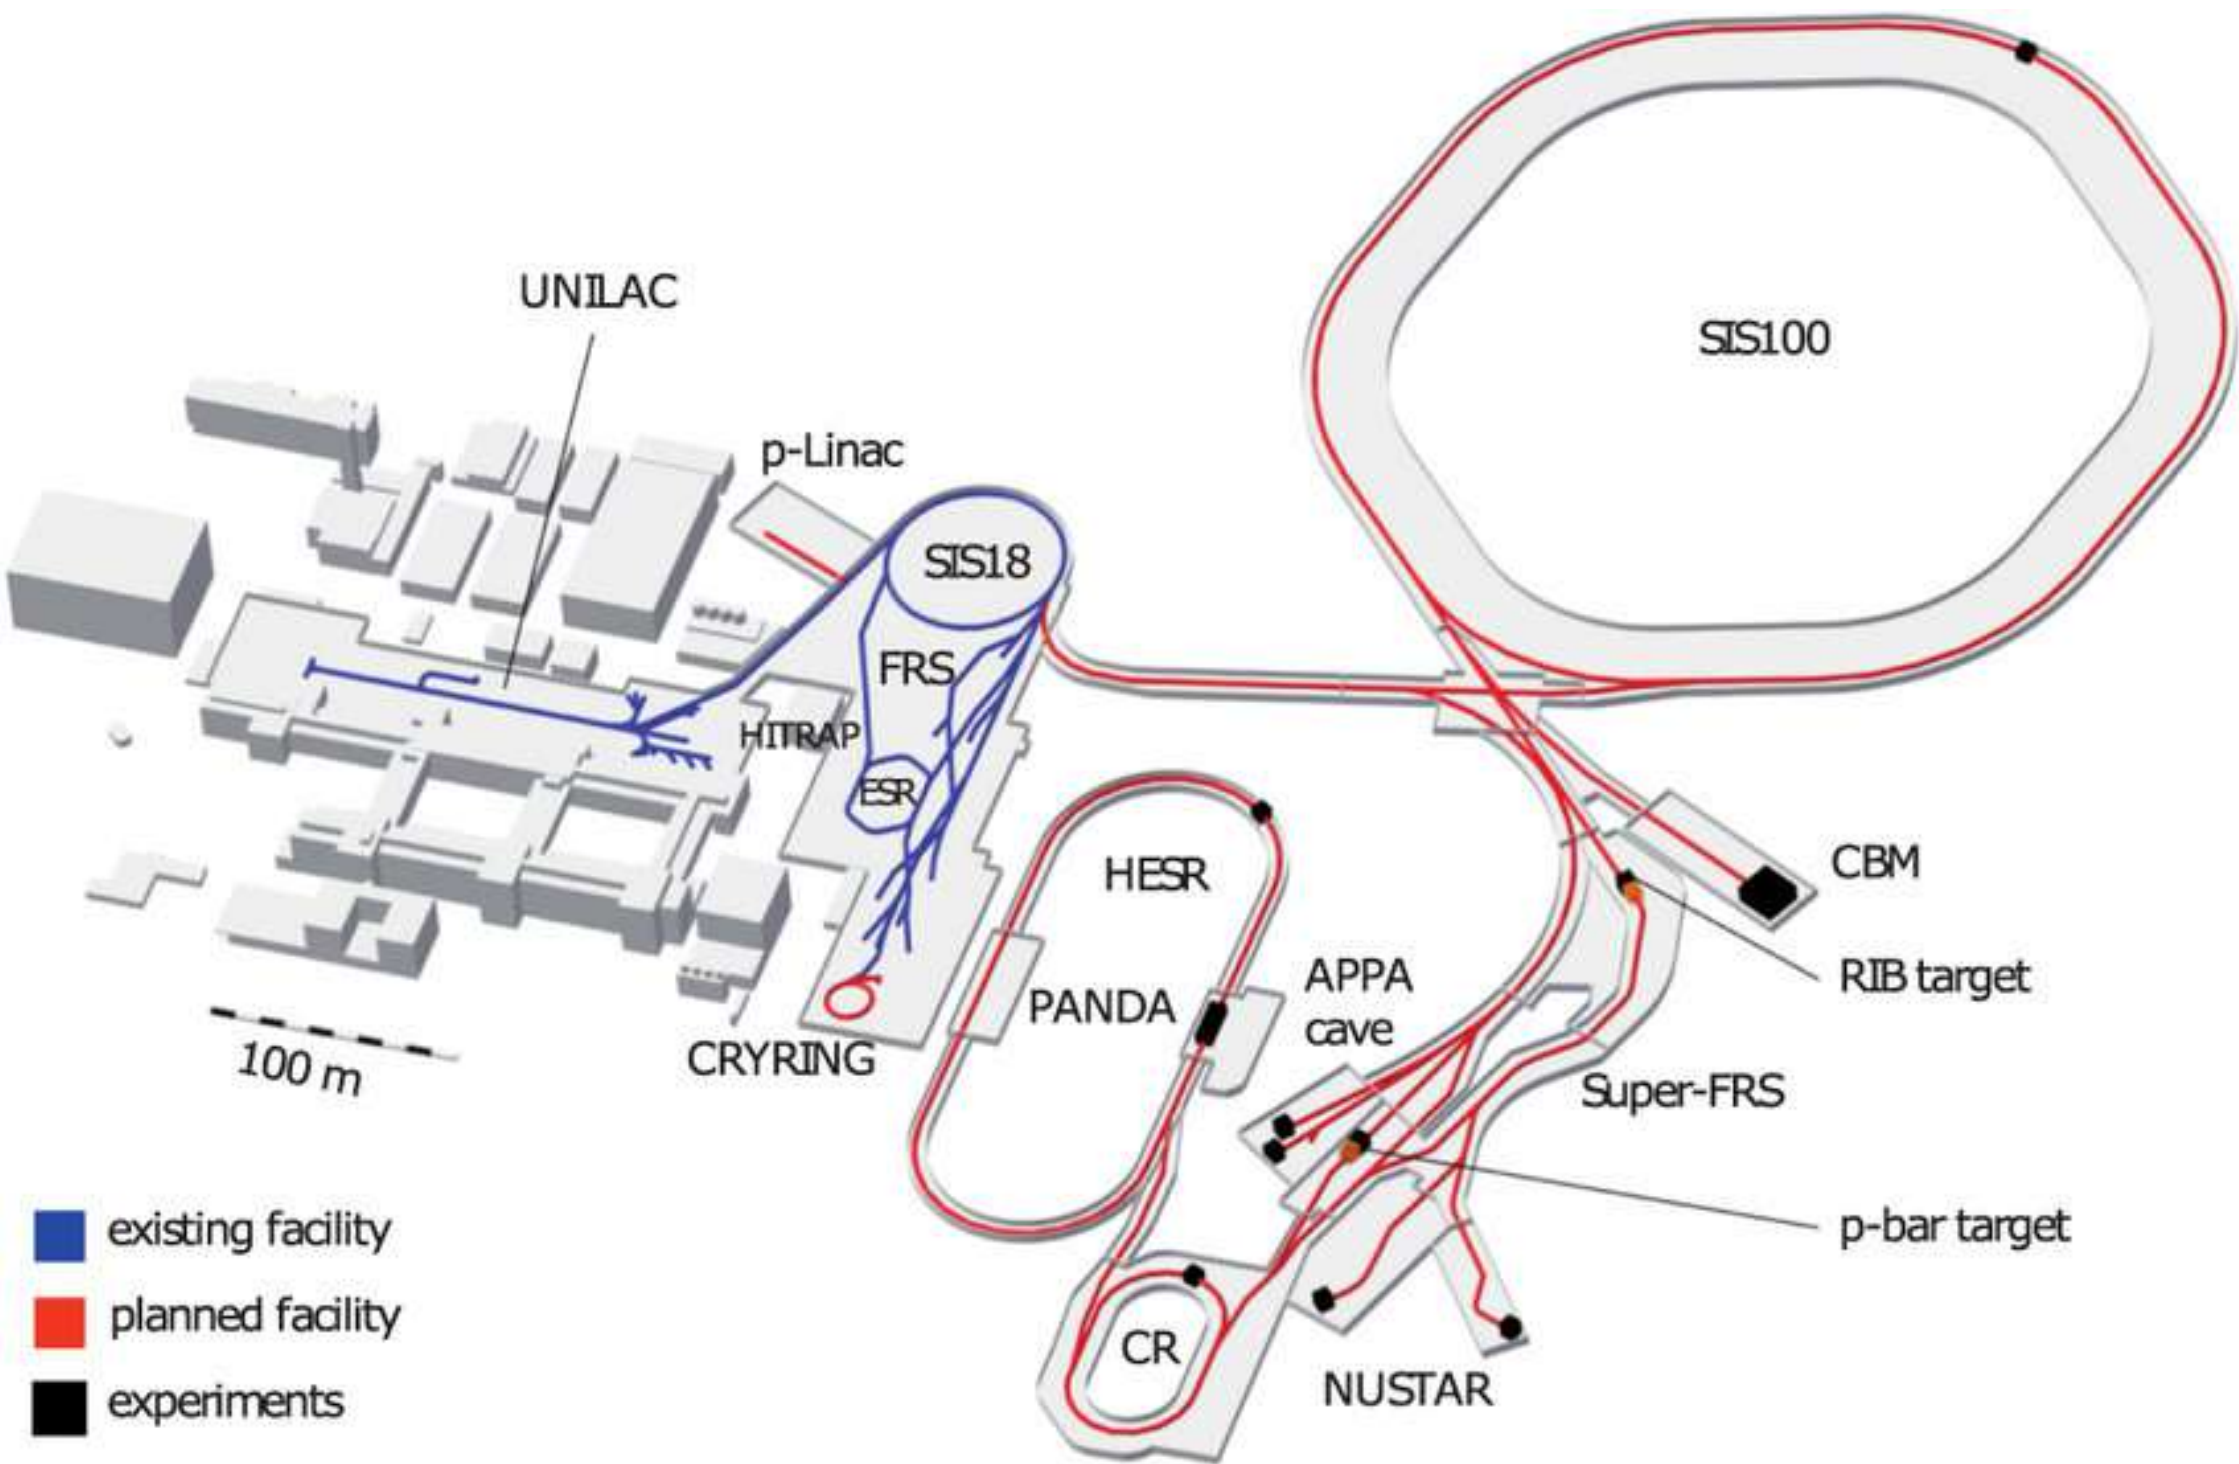 SIS100
UNILAC
p-Linac
SIS18
FRS
HITRAP
ESR
HESR
CBM
RIB target
APPA
cave
PANDA
CRYRING
100 m
Super-FRS
p-bar target
existing facility
planned facility
experiments
CR
NUSTAR